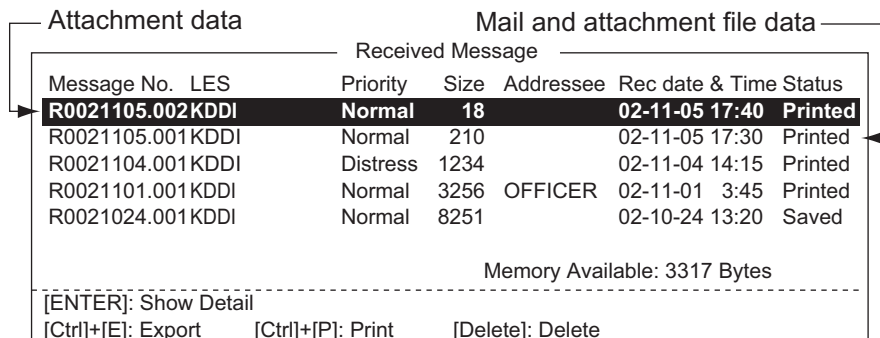 Attachment data Mail and attachment file data
Received Message
Message No. LES Priority Size Addressee Rec date & Time Status
R0021105.002KDDI Normal 18 02-11-05 17:40 Printed
R0021105.001KDDI Normal 210 02-11-05 17:30 Printed
R0021104.001KDDI Distress 1234 02-11-04 14:15 Printed
R0021101.001KDDI Normal 3256 OFFICER 02-11-01 3:45 Printed
R0021024.001KDDI Normal 8251 02-10-24 13:20 Saved
Memory Available: 3317 Bytes
[ENTER]: Show Detail
[Ctrl]+[E]: Export [Ctrl]+[P]: Print [Delete]: Delete